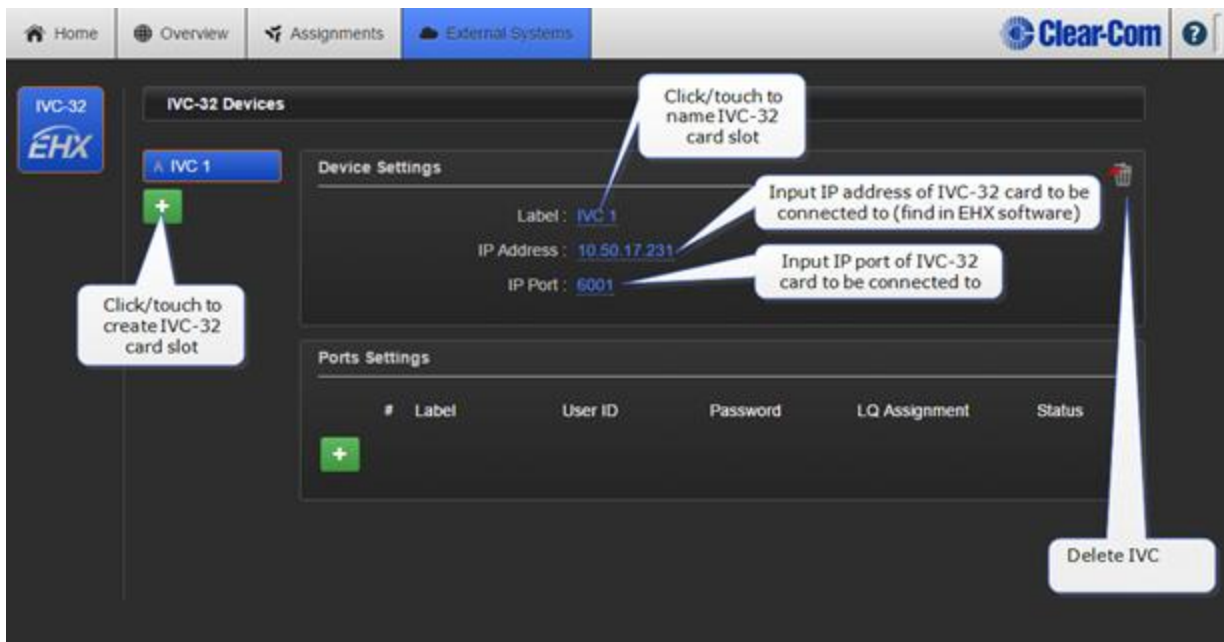 Home
Overview
Assignments
External Systems
Clear-Com
?
IVC-32
EHX
IVC-32 Devices
Click/touch to
name IVC-32
card slot
A IVC 1
+
Click/touch to
create IVC-32
card slot
Device Settings
Label : IVC 1
IP Address : 10.50.17.231
IP Port : 6001
Input IP address of IVC-32 card to be
connected to (find in EHX software)
Input IP port of IVC-32
card to be connected to
Ports Settings
# Label User ID Password LQ Assignment Status
+
Delete IVC